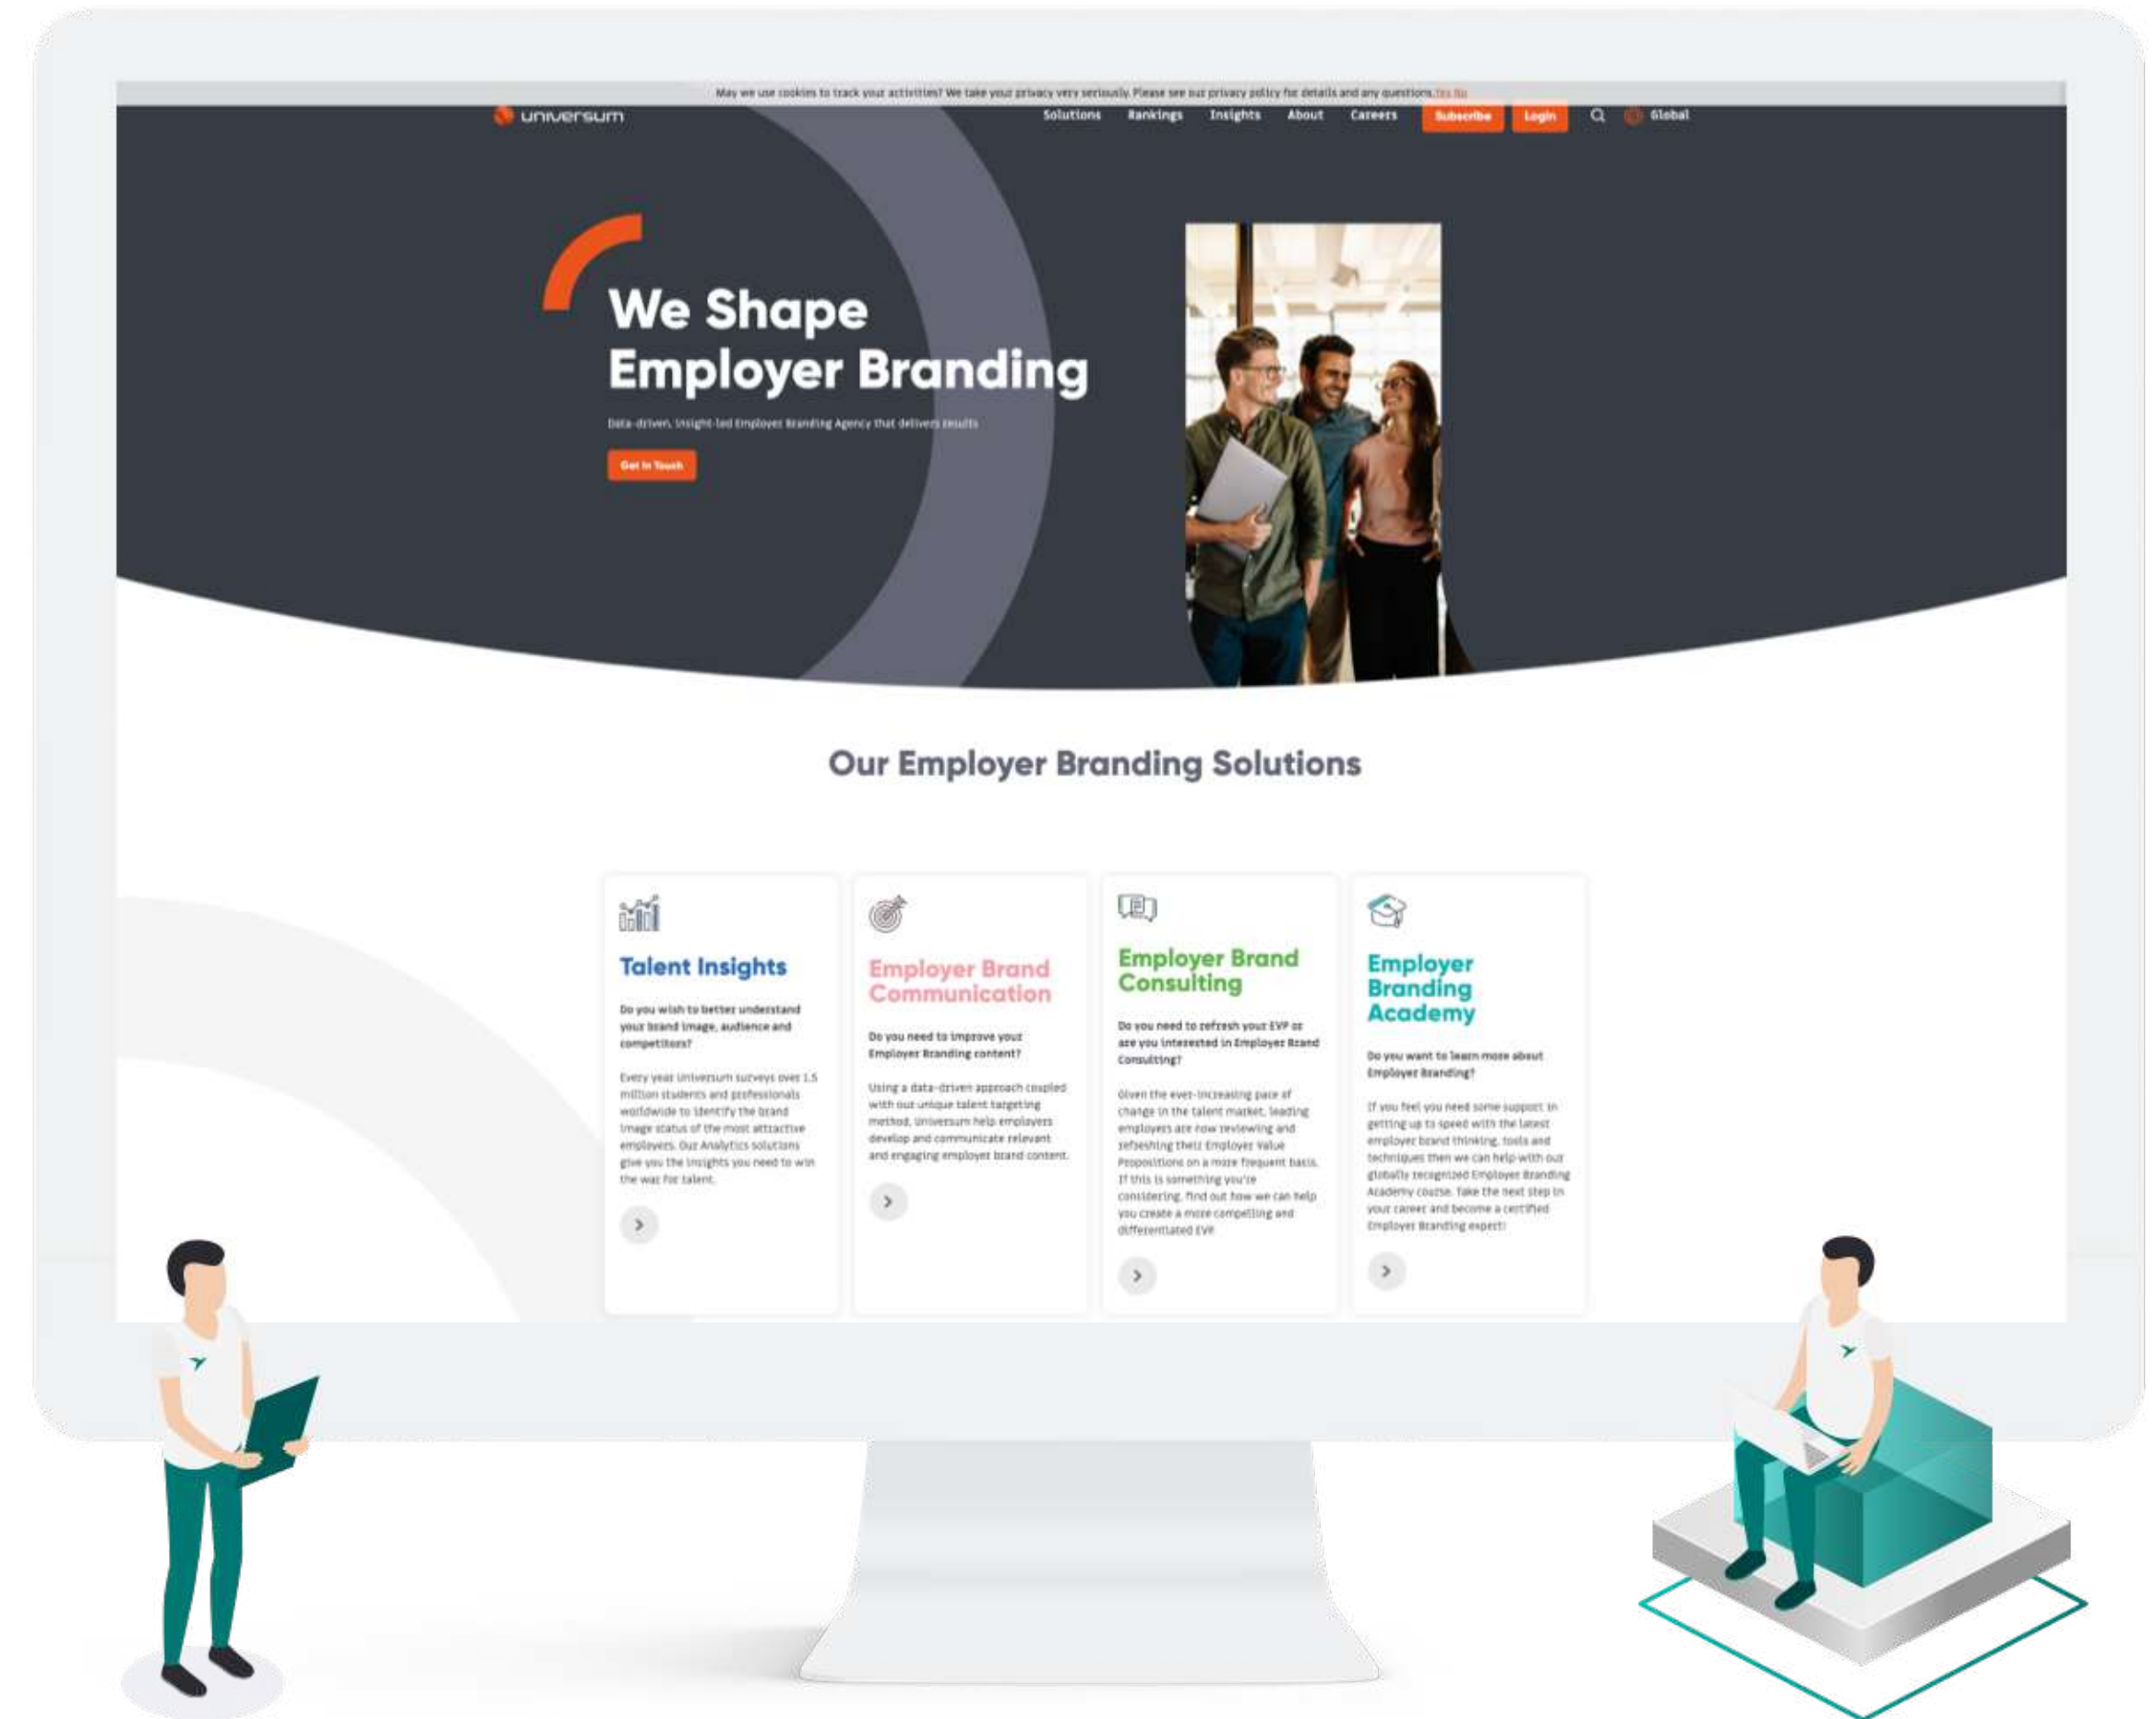 May we use cookies to track your activities? We take your privacy very seriously. Please see our privacy policy for details and any questions. Yes No
universum
Solutions Rankings Insights About Careers Subscribe Login Global
We Shape
Employer Branding
Data-driven, Insight-led Employer Branding Agency that delivers results
Get In Touch
Our Employer Branding Solutions
Talent Insights
Do you wish to better understand
your brand image, audience and
competitors?
Every year Universum surveys over 1.5
million students and professionals
worldwide to identify the brand
image status of the most attractive
employers. Our Analytics solutions
give you the insights you need to win
the war for talent.
Employer Brand
Communication
Do you need to improve your
Employer Branding content?
Using a data-driven approach coupled
with our unique talent targeting
method, Universum help employers
develop and communicate relevant
and engaging employer brand content.
Employer Brand
Consulting
Do you need to refresh your EVP or
are you interested in Employer Brand
Consulting?
Given the ever-increasing pace of
change in the talent market, leading
employers are now reviewing and
refreshing their Employer Value
Propositions on a more frequent basis.
If this is something you're
considering, find out how we can help
you create a more compelling and
differentiated EVP.
Employer
Branding
Academy
Do you want to learn more about
Employer Branding?
If you feel you need some support in
getting up to speed with the latest
employer brand thinking, tools and
techniques then we can help with our
globally recognized Employer Branding
Academy course. Take the next step in
your career and become a certified
Employer Branding expert!